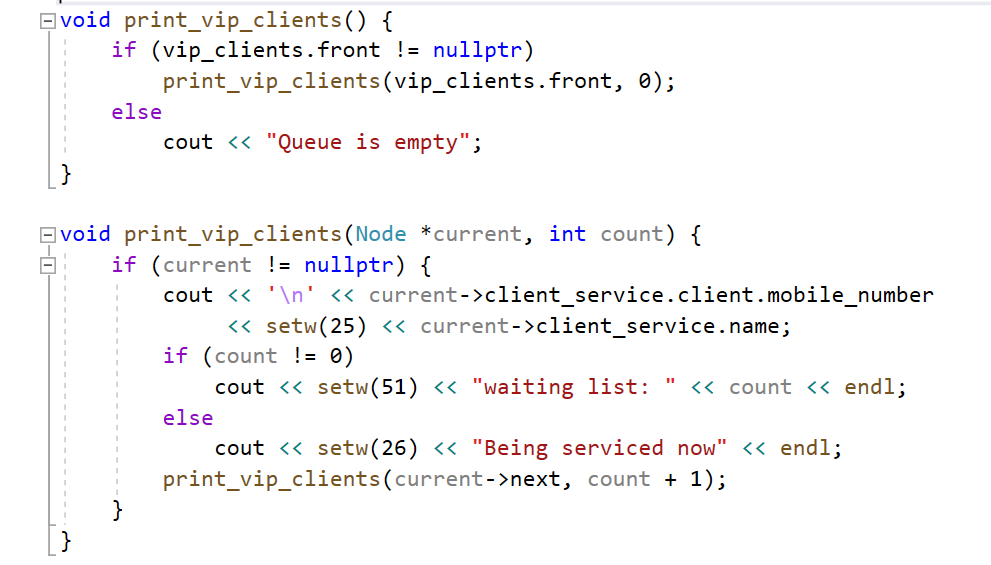 void print_vip_clients() {
    if (vip_clients.front != nullptr)
        print_vip_clients(vip_clients.front, 0);
    else
        cout << "Queue is empty";
}

void print_vip_clients(Node *current, int count) {
    if (current != nullptr) {
        cout << '\n' << current->client_service.client.mobile_number
             << setw(25) << current->client_service.name;
        if (count != 0)
            cout << setw(51) << "waiting list: " << count << endl;
        else
            cout << setw(26) << "Being serviced now" << endl;
        print_vip_clients(current->next, count + 1);
    }
}